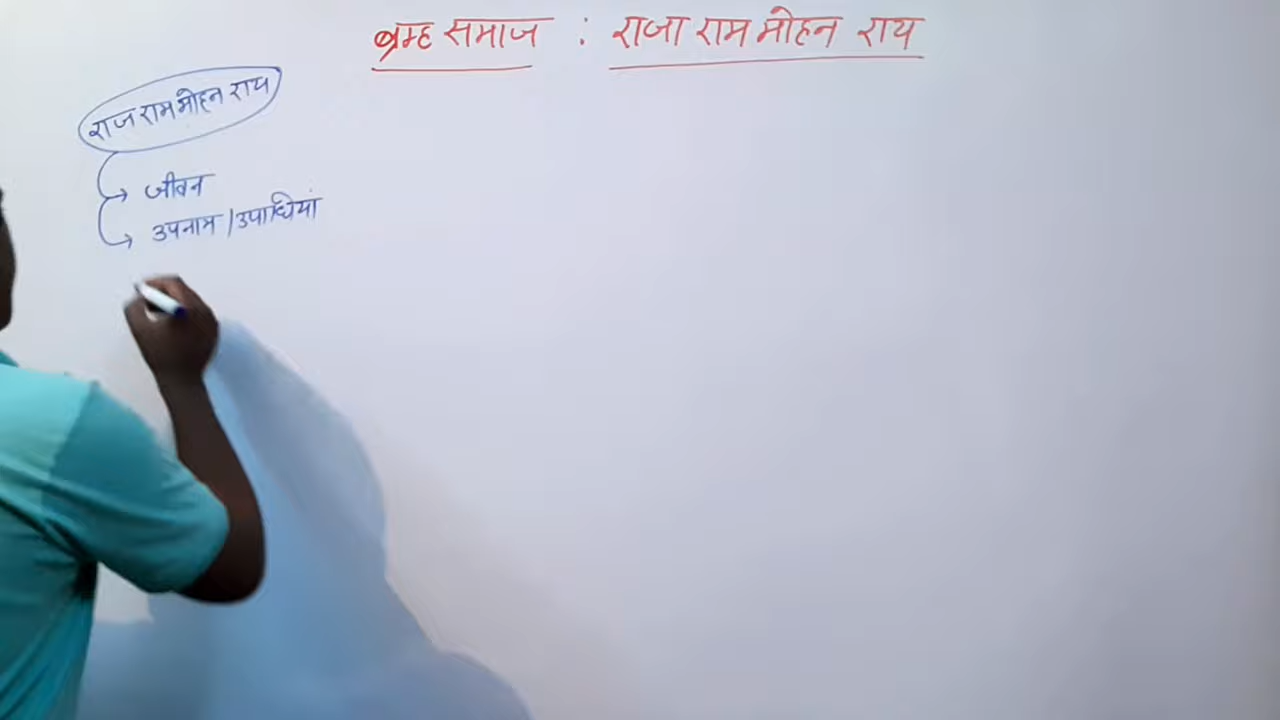 ब्रम्ह समाज : राजा राम मोहन राय
राज राम मोहन राय
जीवन
उपनाम / उपाधियां